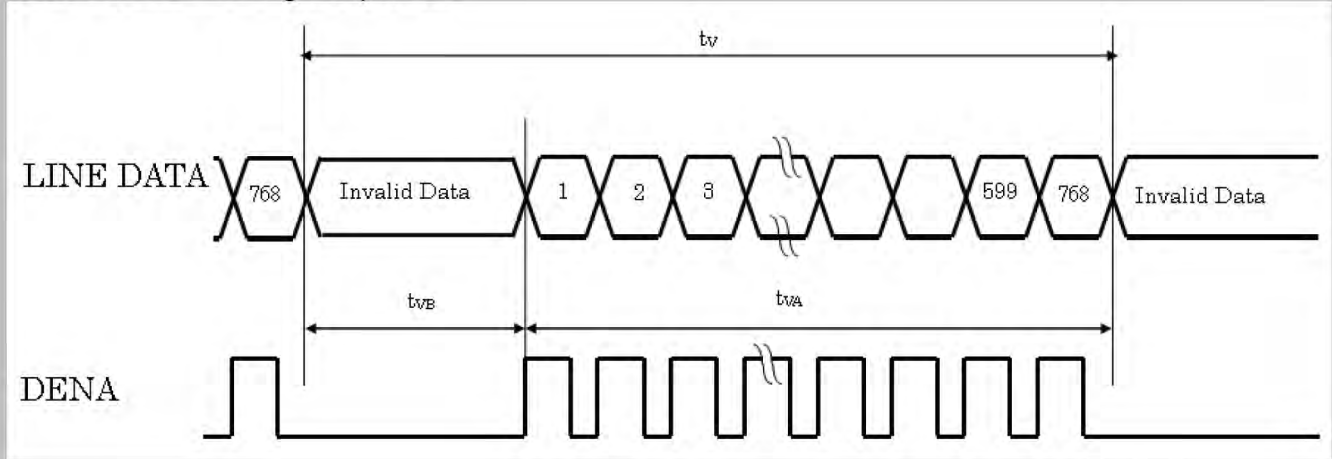 tV
LINE DATA 768 Invalid Data 1 2 3 599 768 Invalid Data
tVB tVA
DENA